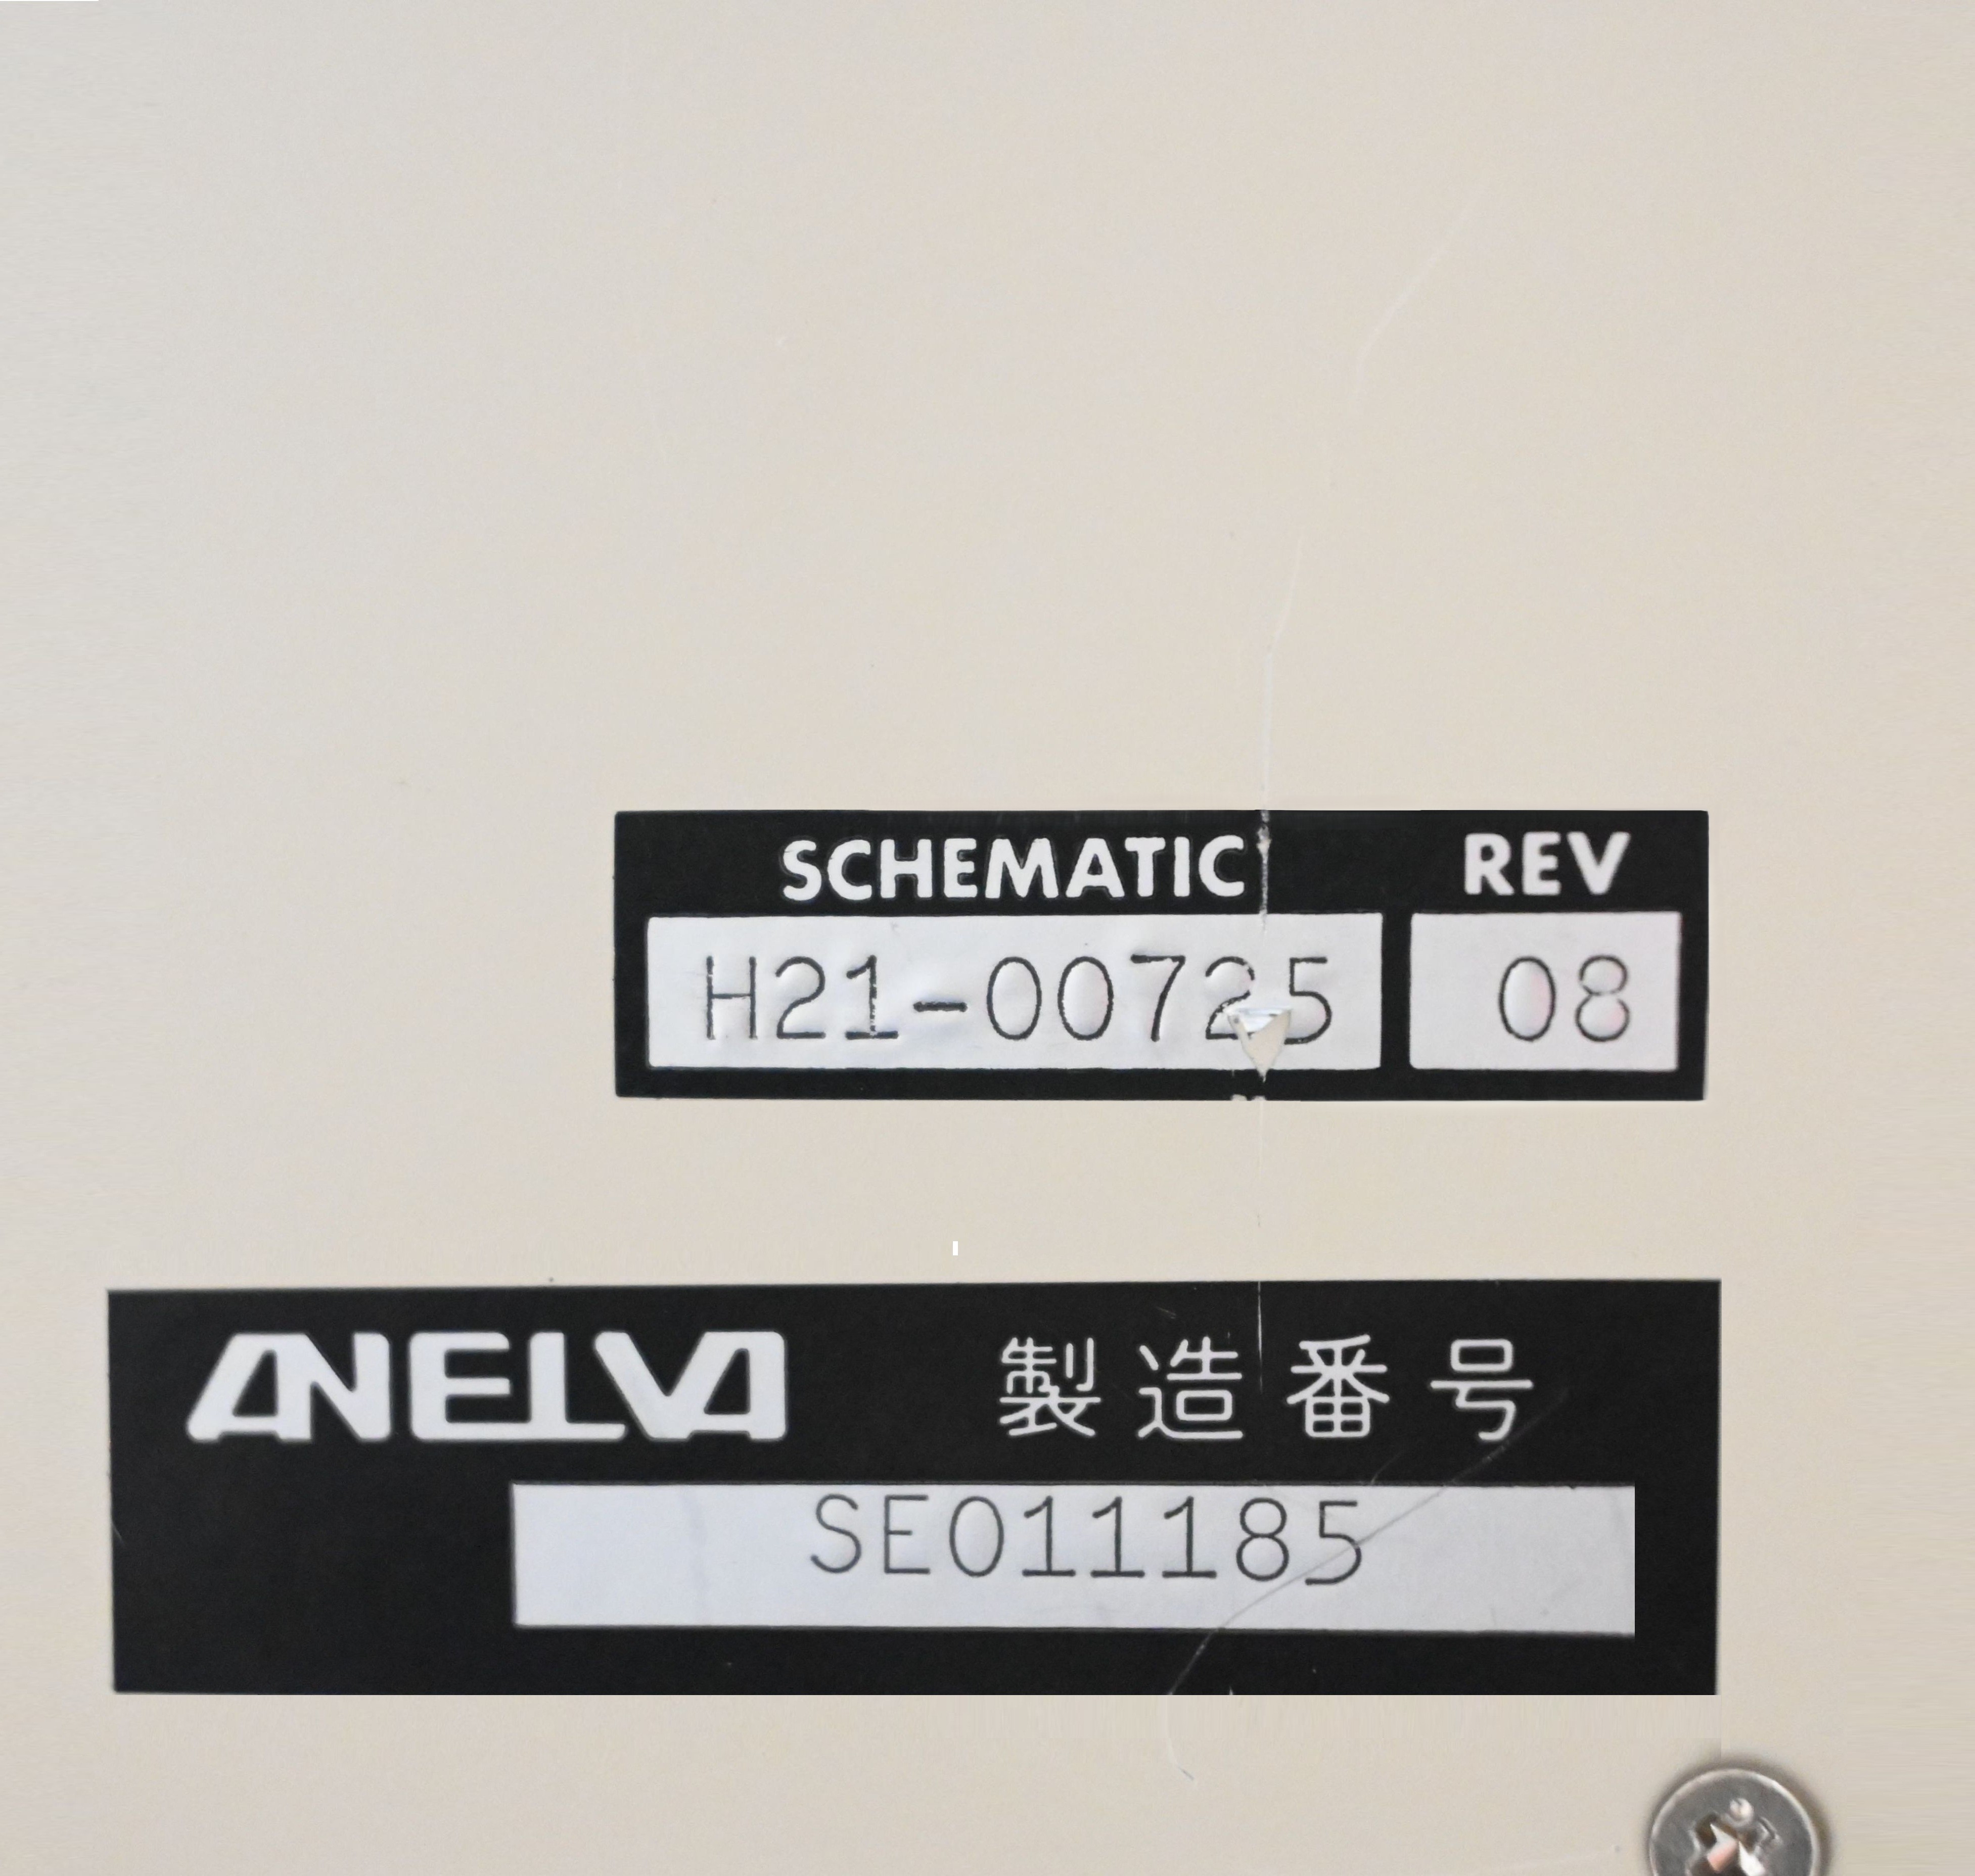 SCHEMATIC REV
H21-00725 08
ANELVA 製造番号
SE011185